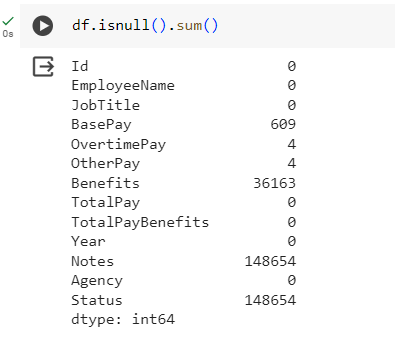 0s
df.isnull().sum()
Id 0
EmployeeName 0
JobTitle 0
BasePay 609
OvertimePay 4
OtherPay 4
Benefits 36163
TotalPay 0
TotalPayBenefits 0
Year 0
Notes 148654
Agency 0
Status 148654
dtype: int64